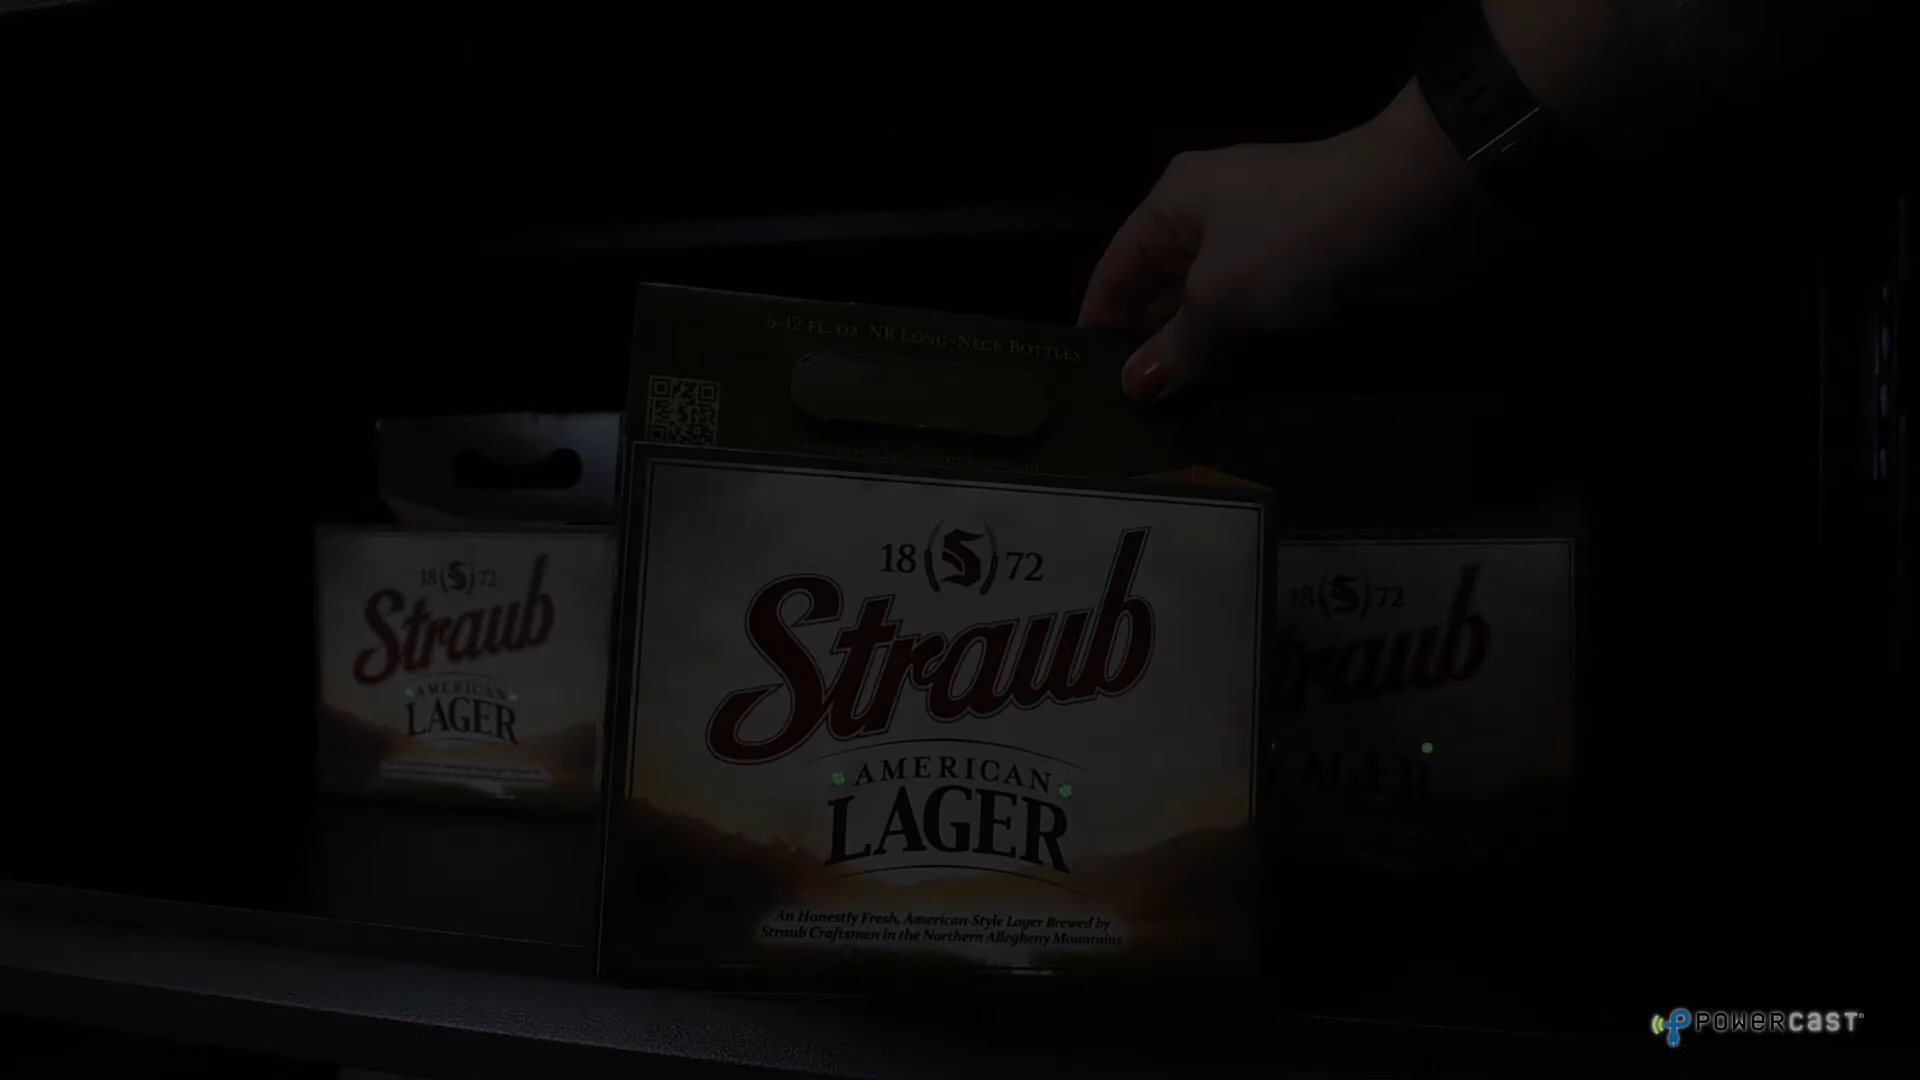 6-12 FL. OZ. NR LONG-NECK BOTTLES
18 S 72
Straub
AMERICAN
LAGER
An Honestly Fresh, American-Style Lager Brewed by
Straub Craftsmen in the Northern Allegheny Mountains
18 S 72
Straub
AMERICAN
LAGER
18 S 72
traub
LAGER
POWERCAST